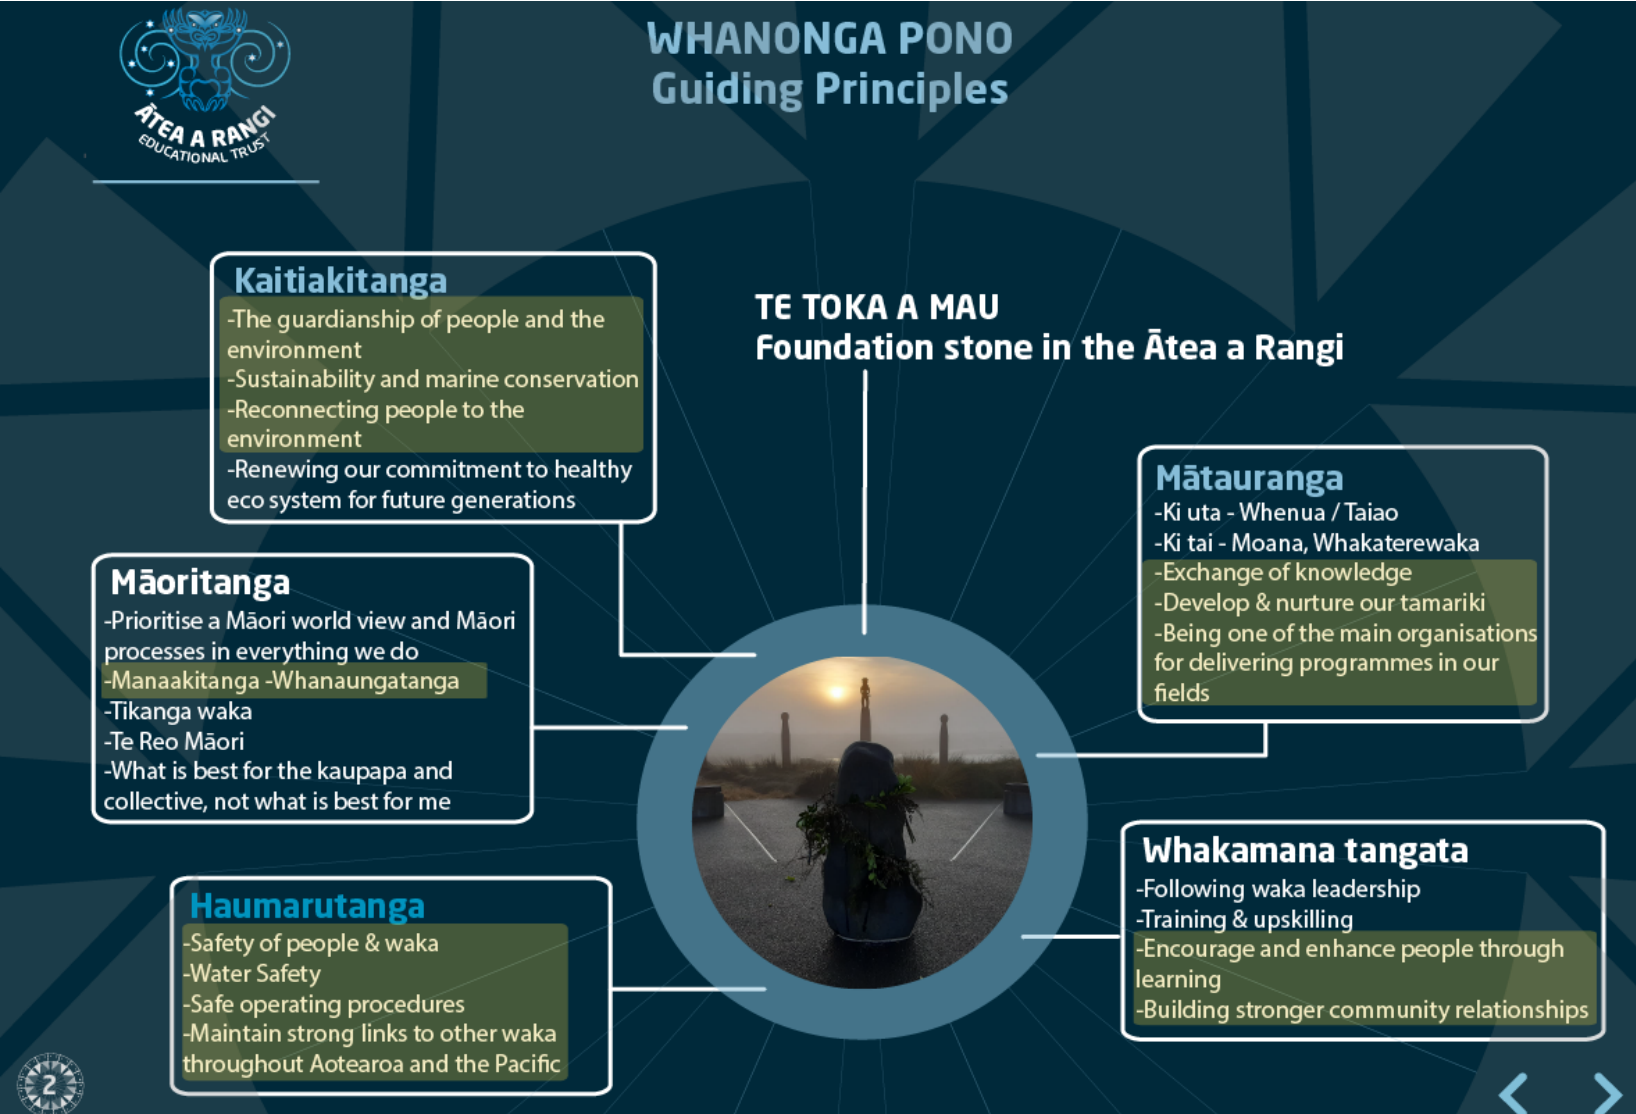 ĀTEA A RANGI
EDUCATIONAL TRUST
WHANONGA PONO
Guiding Principles
Kaitiakitanga
-The guardianship of people and the
environment
-Sustainability and marine conservation
-Reconnecting people to the
environment
-Renewing our commitment to healthy
eco system for future generations
TE TOKA A MAU
Foundation stone in the Ātea a Rangi
Mātauranga
-Ki uta - Whenua / Taiao
-Ki tai - Moana, Whakaterewaka
-Exchange of knowledge
-Develop & nurture our tamariki
-Being one of the main organisations
for delivering programmes in our
fields
Māoritanga
-Prioritise a Māori world view and Māori
processes in everything we do
-Manaakitanga -Whanaungatanga
-Tikanga waka
-Te Reo Māori
-What is best for the kaupapa and
collective, not what is best for me
Whakamana tangata
-Following waka leadership
-Training & upskilling
-Encourage and enhance people through
learning
-Building stronger community relationships
Haumarutanga
-Safety of people & waka
-Water Safety
-Safe operating procedures
-Maintain strong links to other waka
throughout Aotearoa and the Pacific
2